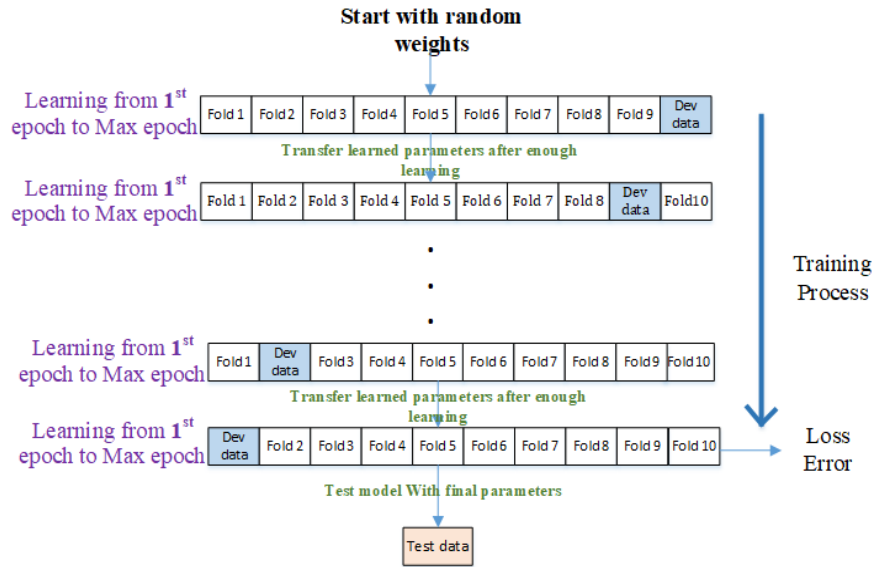 Start with random
weights
Learning from 1st
epoch to Max epoch
Fold 1 Fold 2 Fold 3 Fold 4 Fold 5 Fold 6 Fold 7 Fold 8 Fold 9 Dev data
Transfer learned parameters after enough
learning
Learning from 1st
epoch to Max epoch
Fold 1 Fold 2 Fold 3 Fold 4 Fold 5 Fold 6 Fold 7 Fold 8 Dev data Fold10
Training
Process
Learning from 1st
epoch to Max epoch
Fold 1 Dev data Fold 3 Fold 4 Fold 5 Fold 6 Fold 7 Fold 8 Fold 9 Fold 10
Transfer learned parameters after enough
learning
Learning from 1st
epoch to Max epoch
Dev data Fold 2 Fold 3 Fold 4 Fold 5 Fold 6 Fold 7 Fold 8 Fold 9 Fold 10
Loss
Error
Test model With final parameters
Test data